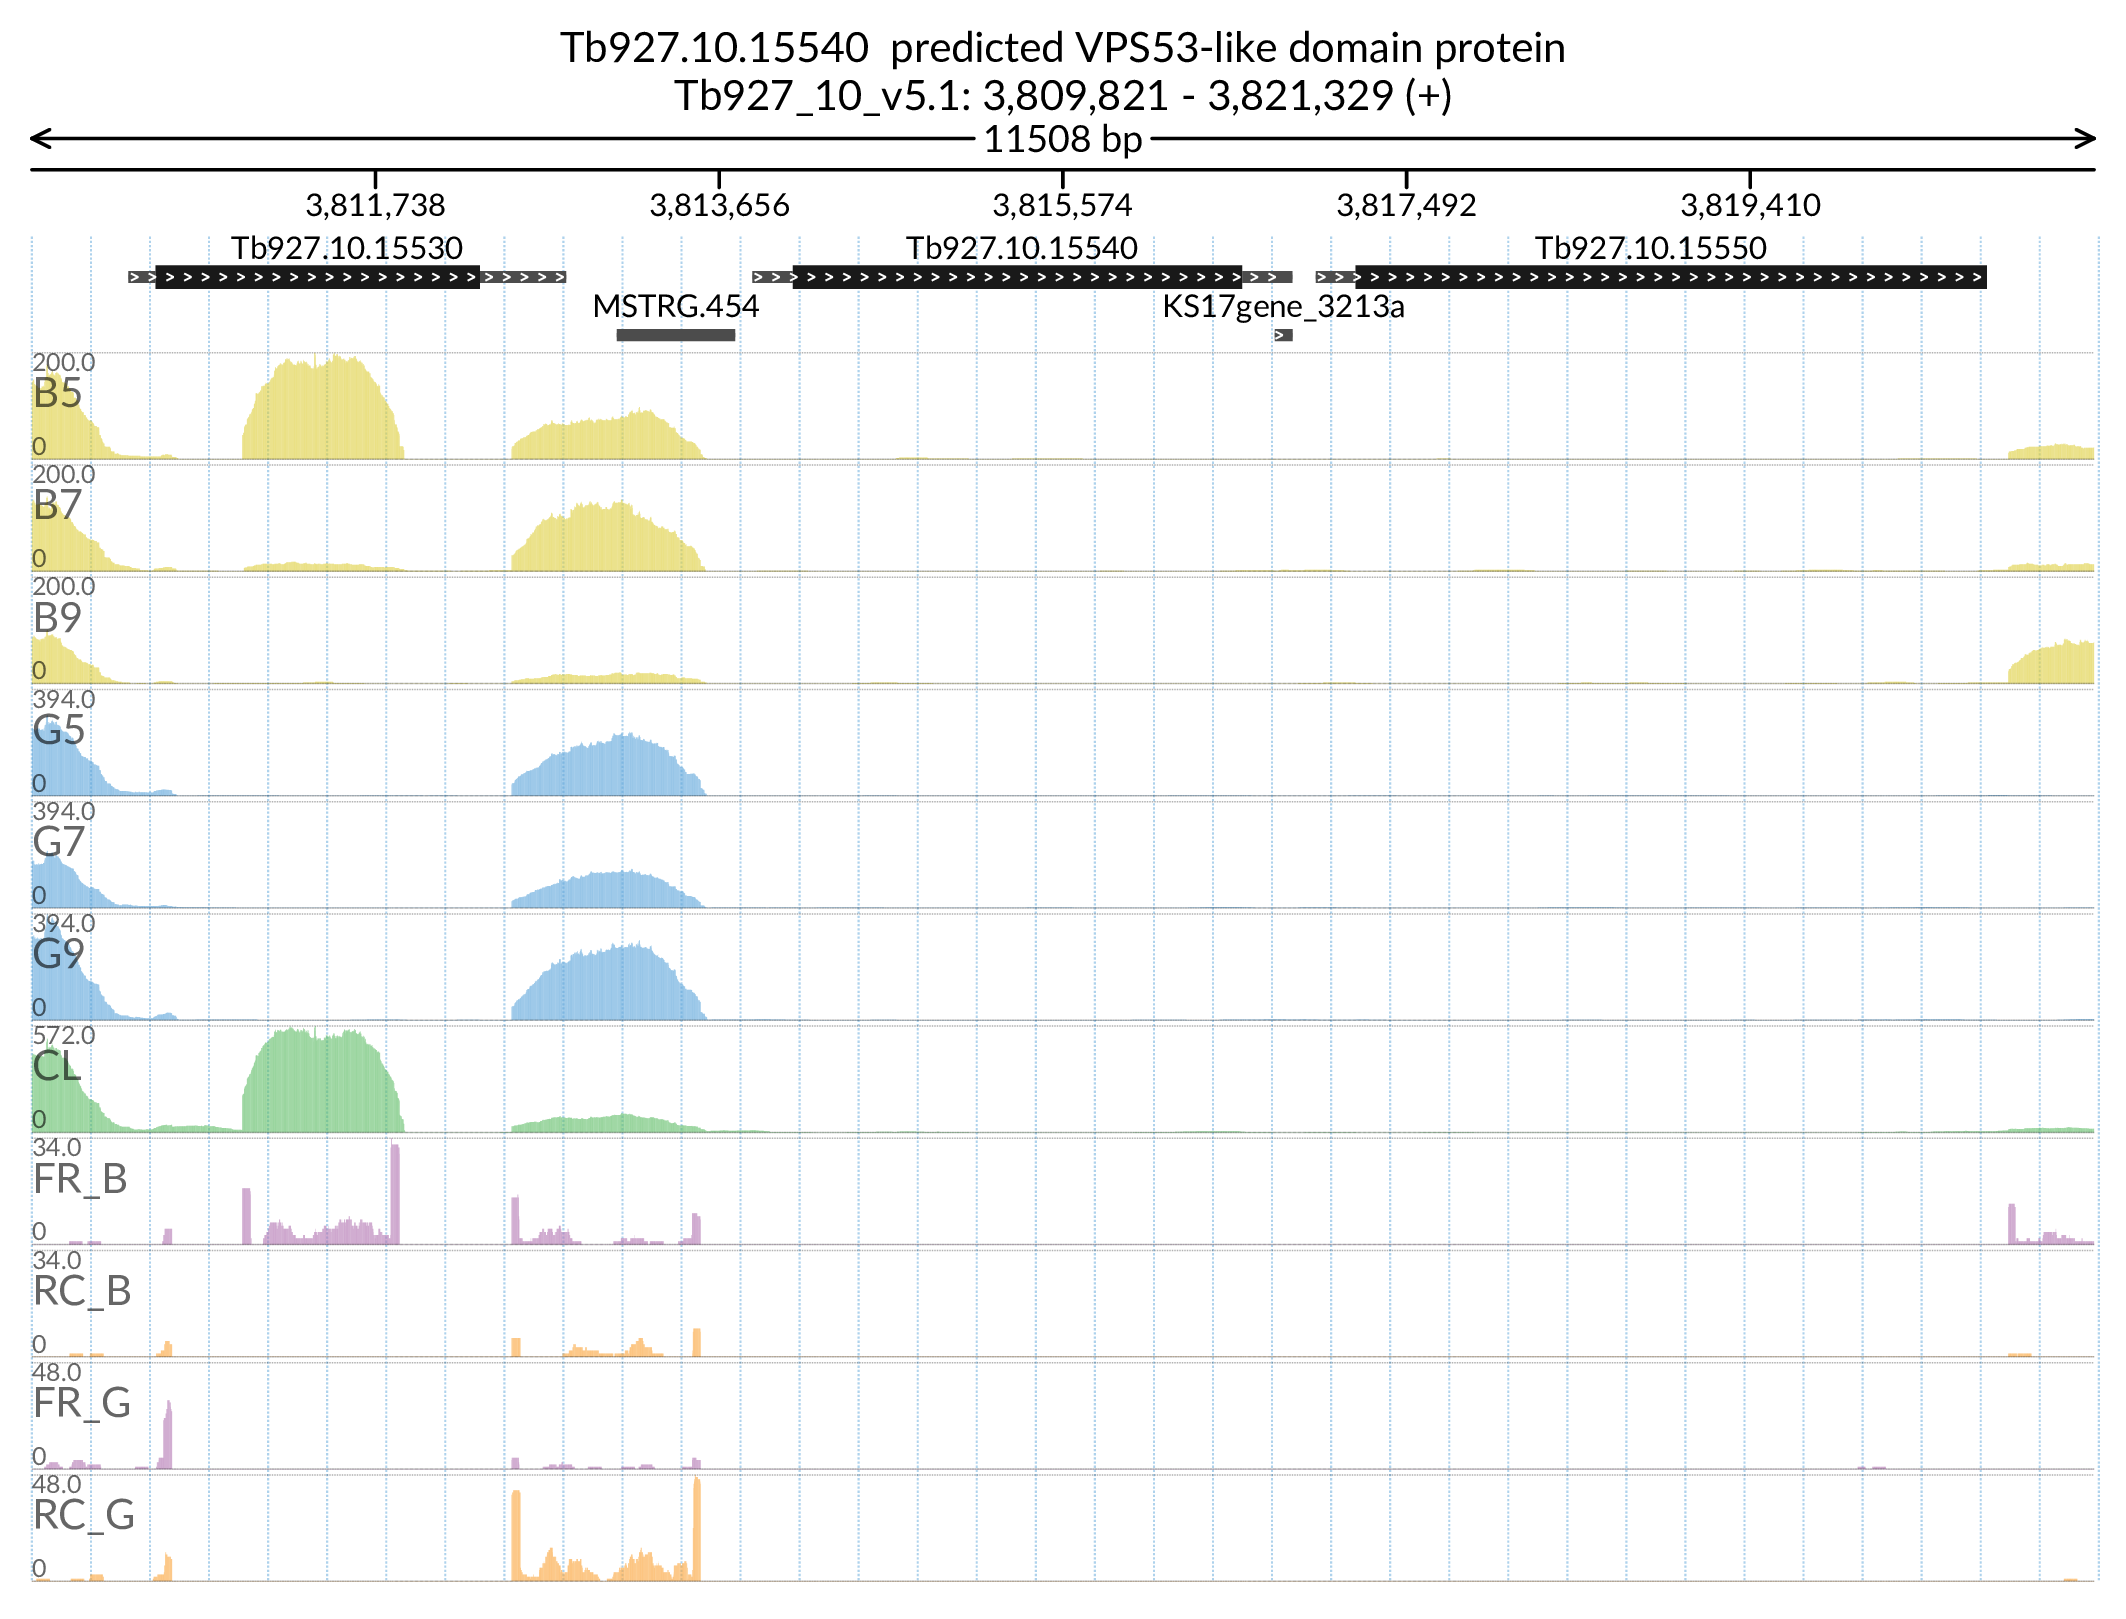 Tb927.10.15540  predicted VPS53-like domain protein
Tb927_10_v5.1: 3,809,821 - 3,821,329 (+)
11508 bp
3,811,738 3,813,656 3,815,574 3,817,492 3,819,410
Tb927.10.15530 Tb927.10.15540 Tb927.10.15550
MSTRG.454 KS17gene_3213a
200.0
B5
0
200.0
B7
0
200.0
B9
0
394.0
G5
0
394.0
G7
0
394.0
G9
0
572.0
CL
0
34.0
FR_B
0
34.0
RC_B
0
48.0
FR_G
0
48.0
RC_G
0